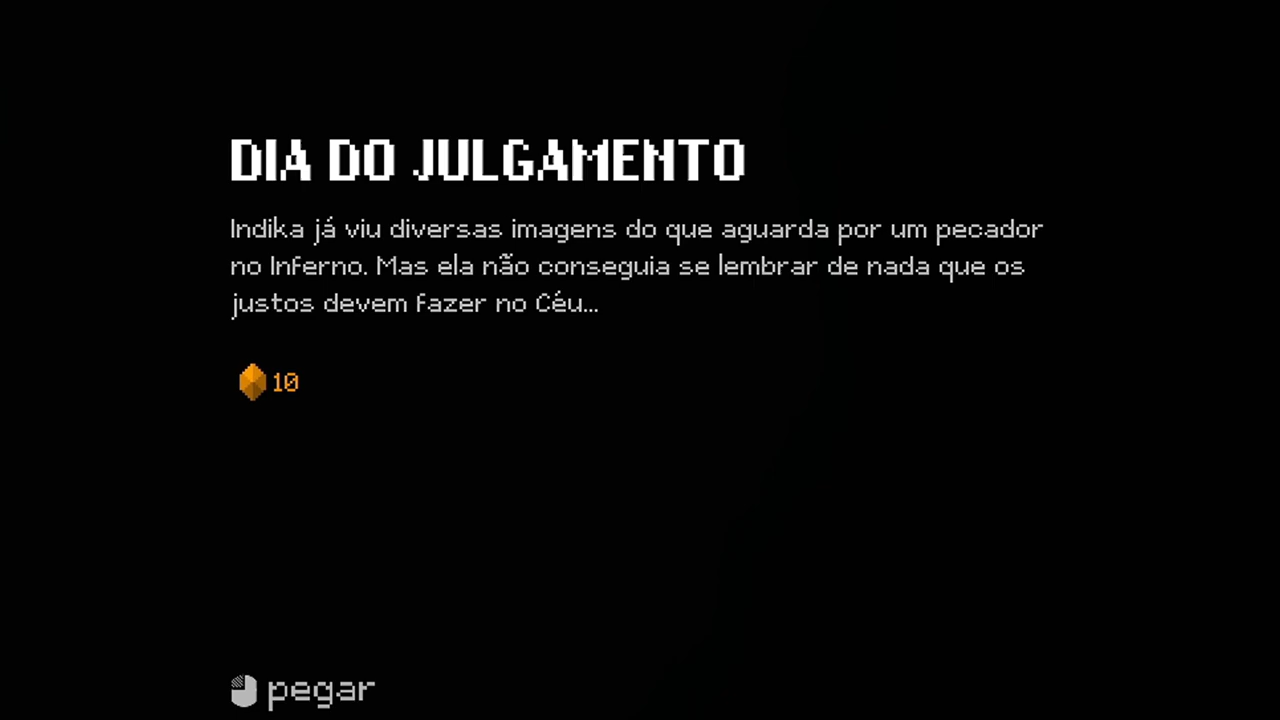 DIA DO JULGAMENTO
Indika já viu diversas imagens do que aguarda por um pecador
no Inferno. Mas ela não conseguia se lembrar de nada que os
justos devem fazer no Céu...
10
pegar